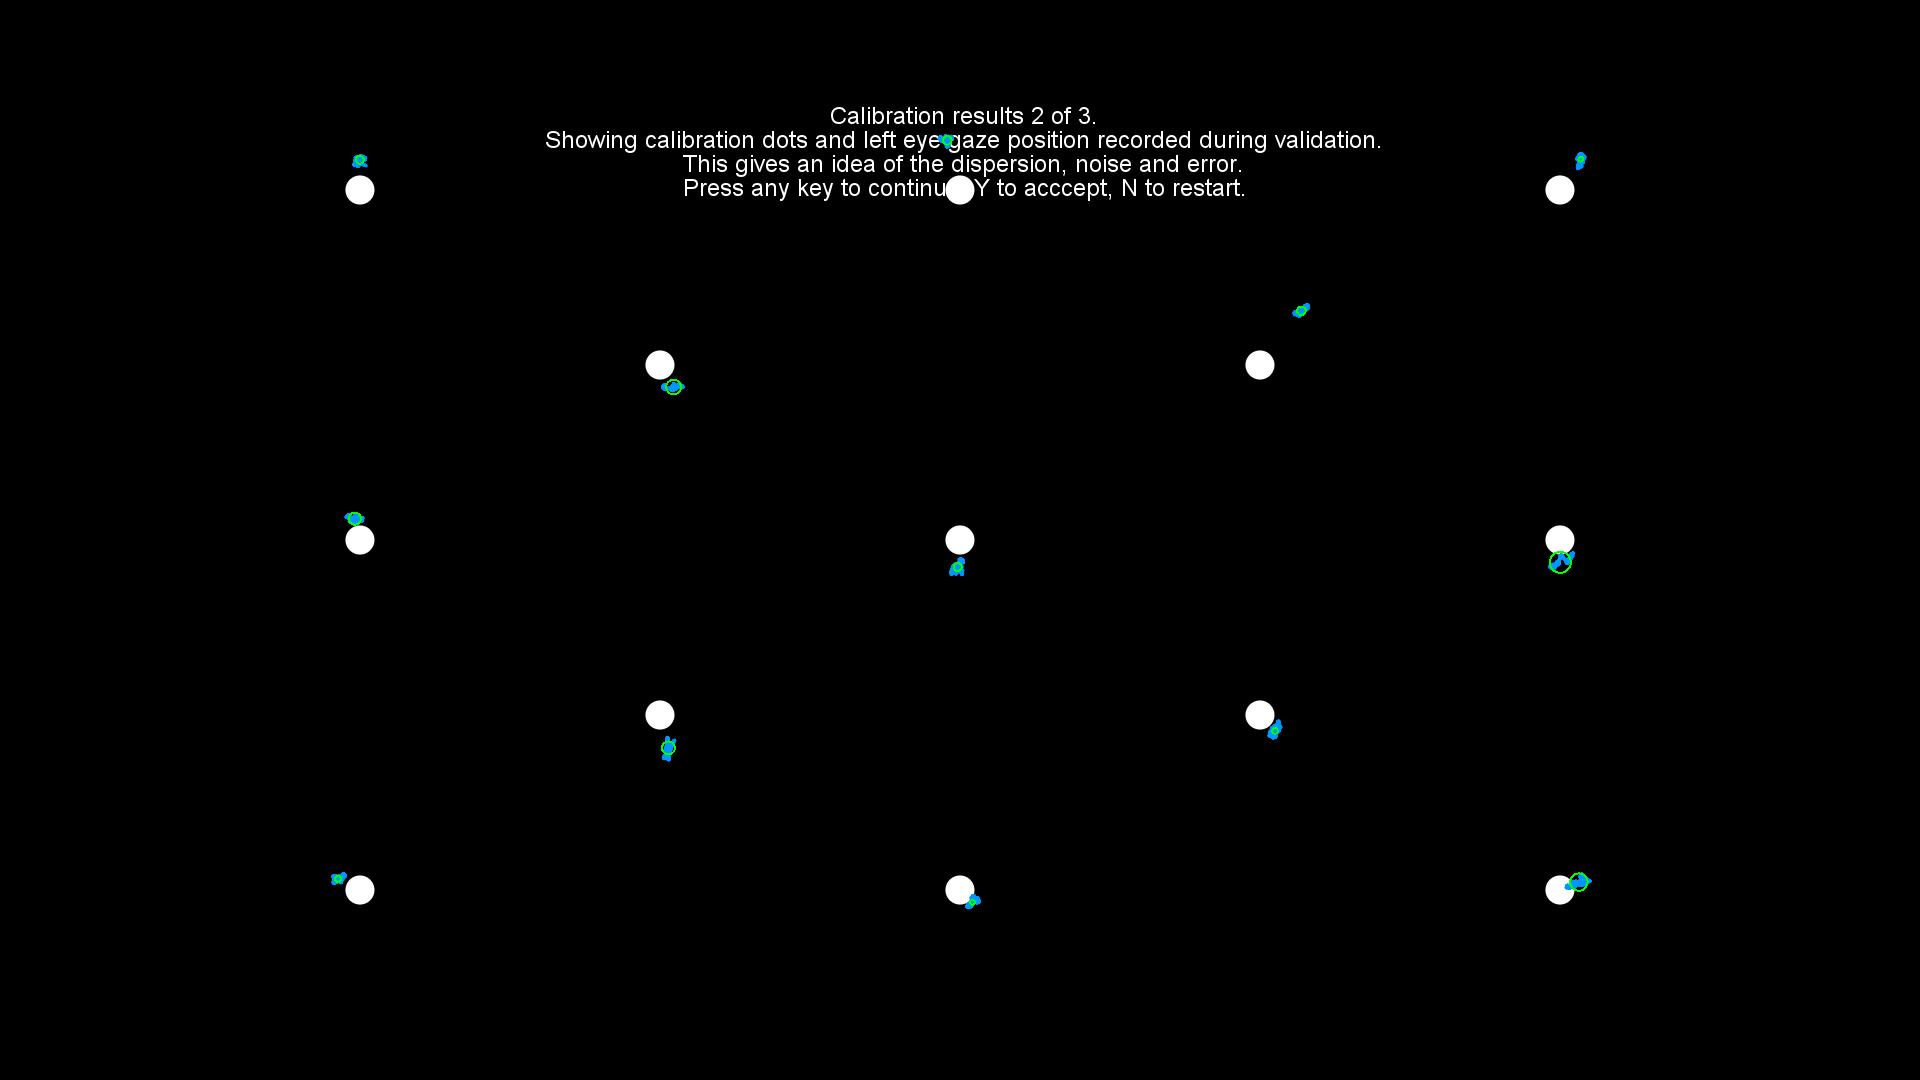 Calibration results 2 of 3.
Showing calibration dots and left eye gaze position recorded during validation.
This gives an idea of the dispersion, noise and error.
Press any key to continu Y to acccept, N to restart.